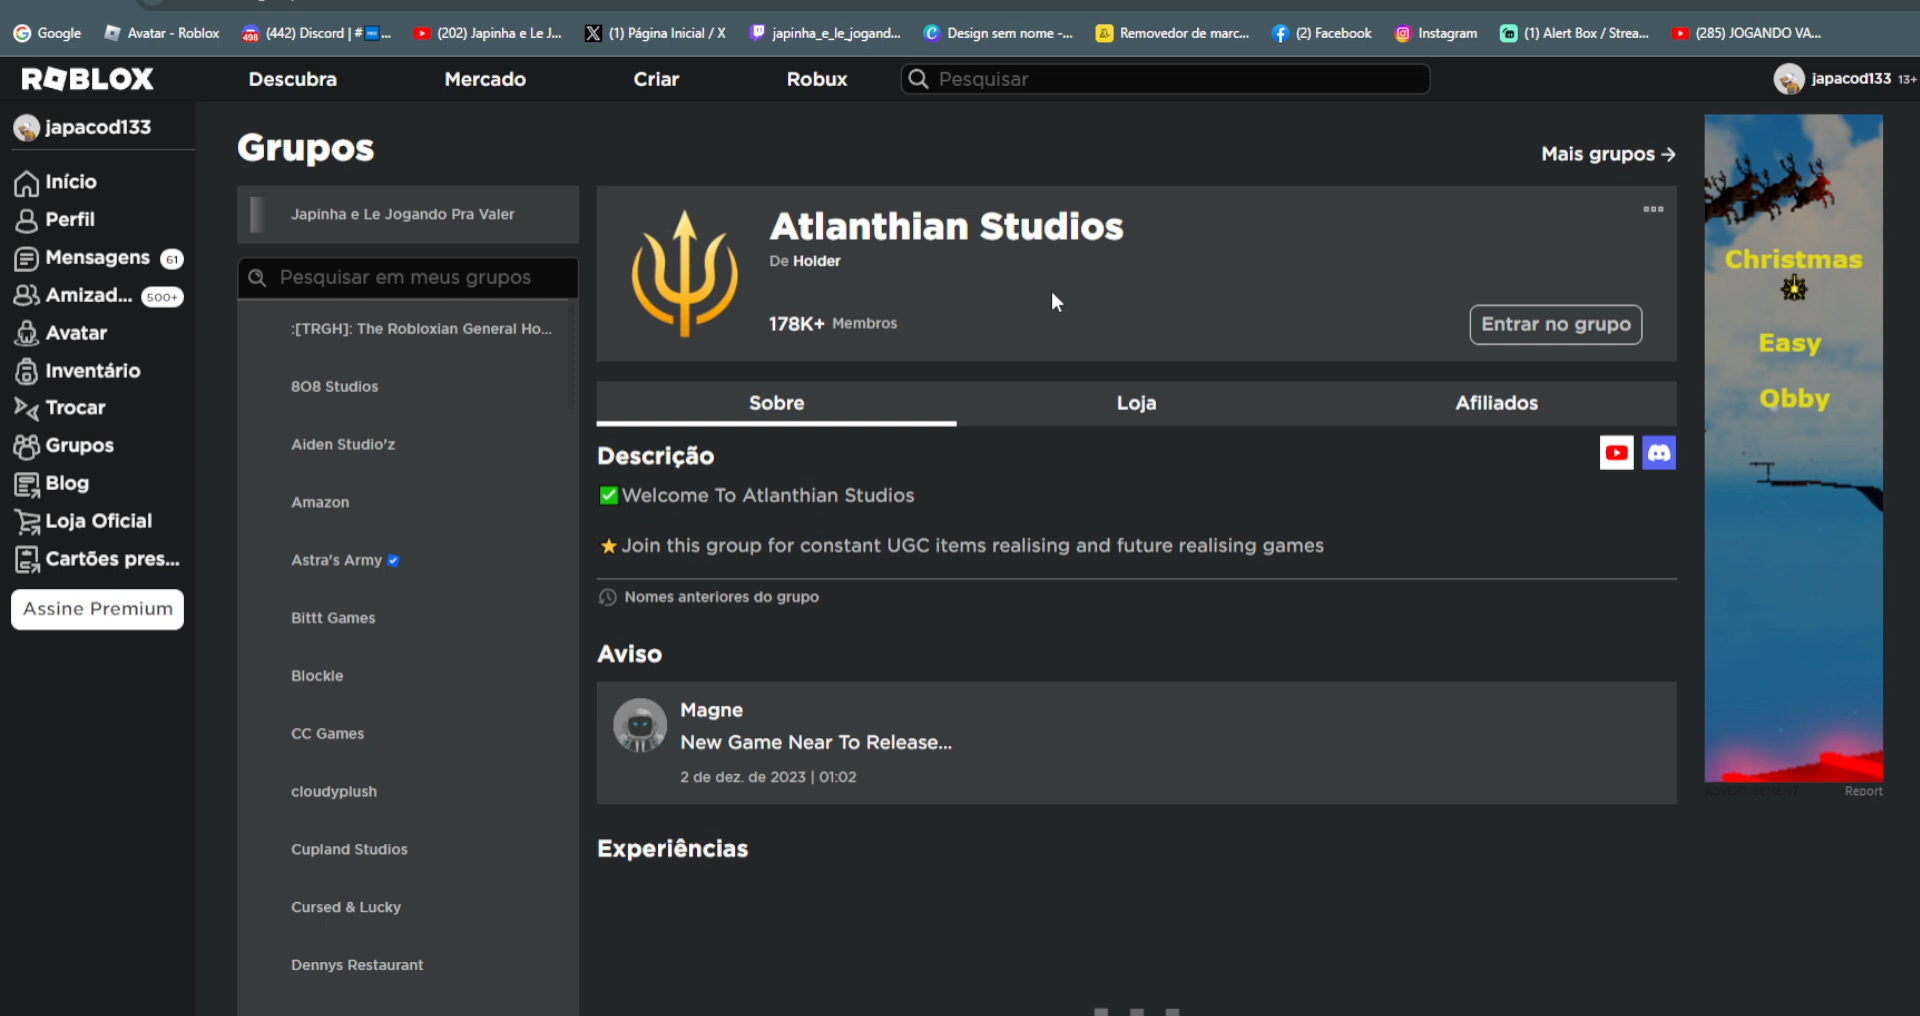 Google
Avatar - Roblox
498
(442) Discord | # ...
(202) Japinha e Le J...
(1) Página Inicial / X
japinha_e_le_jogand...
Design sem nome -...
Removedor de marc...
(2) Facebook
Instagram
(1) Alert Box / Strea...
(285) JOGANDO VA...
ROBLOX
Descubra
Mercado
Criar
Robux
Pesquisar
japacod133 13+
japacod133
Início
Perfil
Mensagens 61
Amizad... 500+
Avatar
Inventário
Trocar
Grupos
Blog
Loja Oficial
Cartões pres...
Assine Premium
Grupos
Mais grupos →
Japinha e Le Jogando Pra Valer
Pesquisar em meus grupos
:[TRGH]: The Robloxian General Ho...
808 Studios
Aiden Studio'z
Amazon
Astra's Army
Bittt Games
Blockle
CC Games
cloudyplush
Cupland Studios
Cursed & Lucky
Dennys Restaurant
Atlanthian Studios
De Holder
178K+ Membros
Entrar no grupo
Sobre
Loja
Afiliados
Descrição
✅Welcome To Atlanthian Studios
⭐Join this group for constant UGC items realising and future realising games
Nomes anteriores do grupo
Aviso
Magne
New Game Near To Release...
2 de dez. de 2023 | 01:02
Experiências
Christmas
Easy
Obby
ADVERTISEMENT
Report